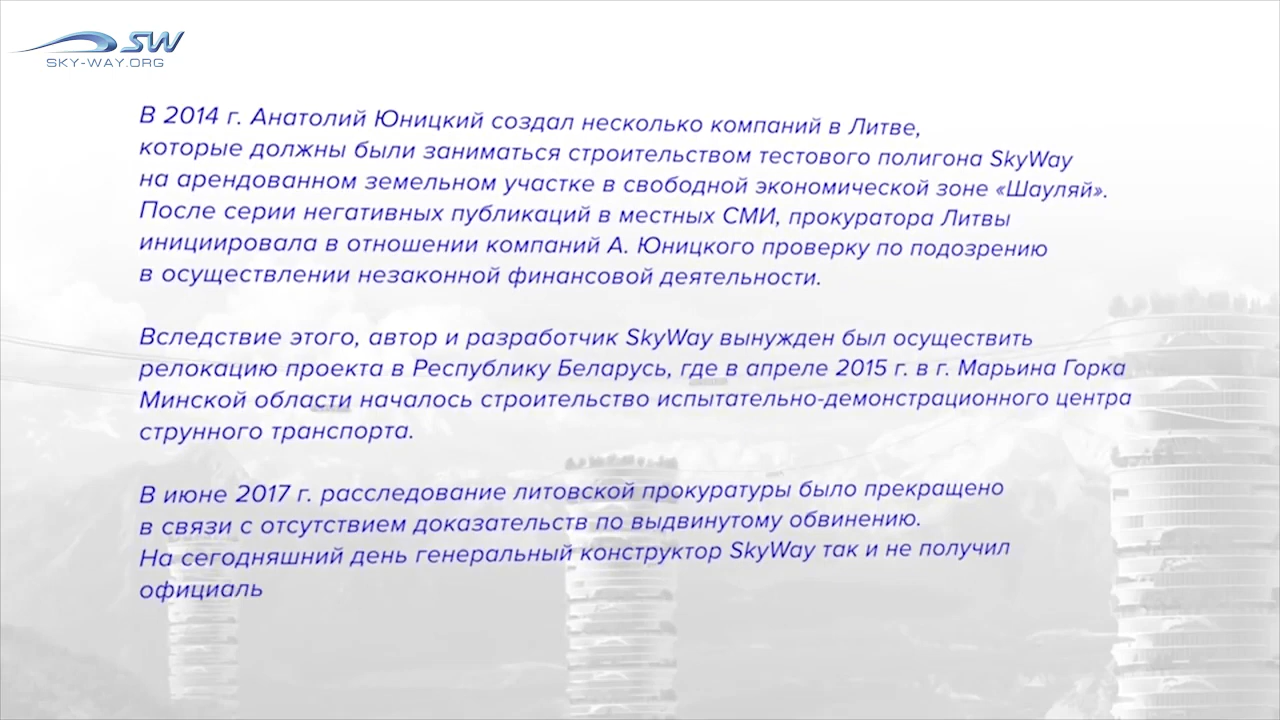 SW
SKY-WAY.ORG
В 2014 г. Анатолий Юницкий создал несколько компаний в Литве,
которые должны были заниматься строительством тестового полигона SkyWay
на арендованном земельном участке в свободной экономической зоне «Шауляй».
После серии негативных публикаций в местных СМИ, прокуратора Литвы
инициировала в отношении компаний А. Юницкого проверку по подозрению
в осуществлении незаконной финансовой деятельности.
Вследствие этого, автор и разработчик SkyWay вынужден был осуществить
релокацию проекта в Республику Беларусь, где в апреле 2015 г. в г. Марьина Горка
Минской области началось строительство испытательно-демонстрационного центра
струнного транспорта.
В июне 2017 г. расследование литовской прокуратуры было прекращено
в связи с отсутствием доказательств по выдвинутому обвинению.
На сегодняшний день генеральный конструктор SkyWay так и не получил
официаль